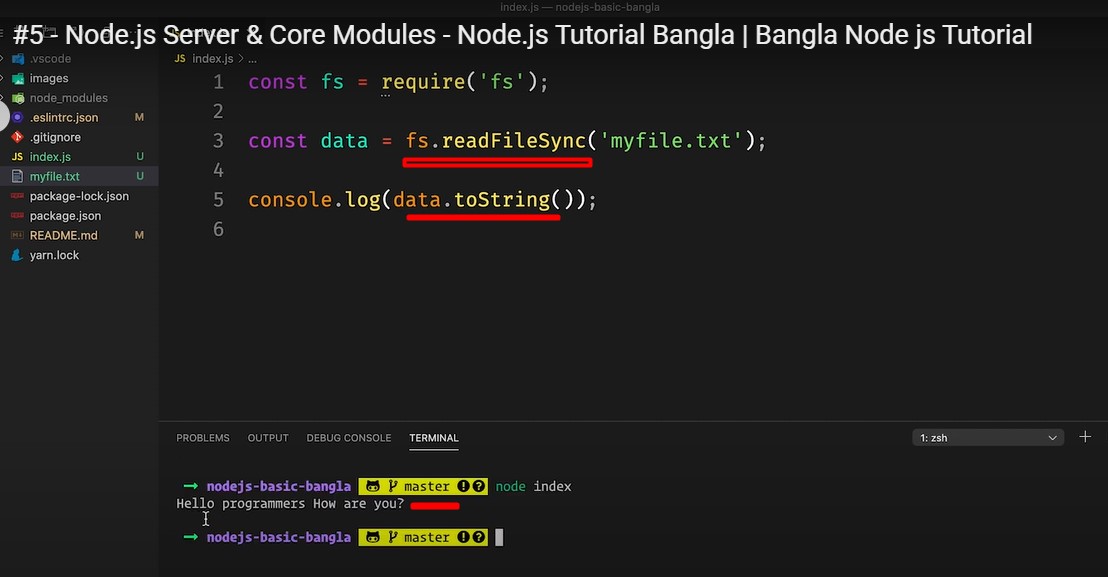 index.js — nodejs-basic-bangla
#5 - Node.js Server & Core Modules - Node.js Tutorial Bangla | Bangla Node js Tutorial
.vscode
images
node_modules
.eslintrc.json M
.gitignore
JS index.js U
myfile.txt U
package-lock.json
package.json
README.md M
yarn.lock
JS index.js > ...
1 const fs = require('fs');
2
3 const data = fs.readFileSync('myfile.txt');
4
5 console.log(data.toString());
6
PROBLEMS OUTPUT DEBUG CONSOLE TERMINAL 1: zsh
→ nodejs-basic-bangla master node index
Hello programmers How are you?
→ nodejs-basic-bangla master